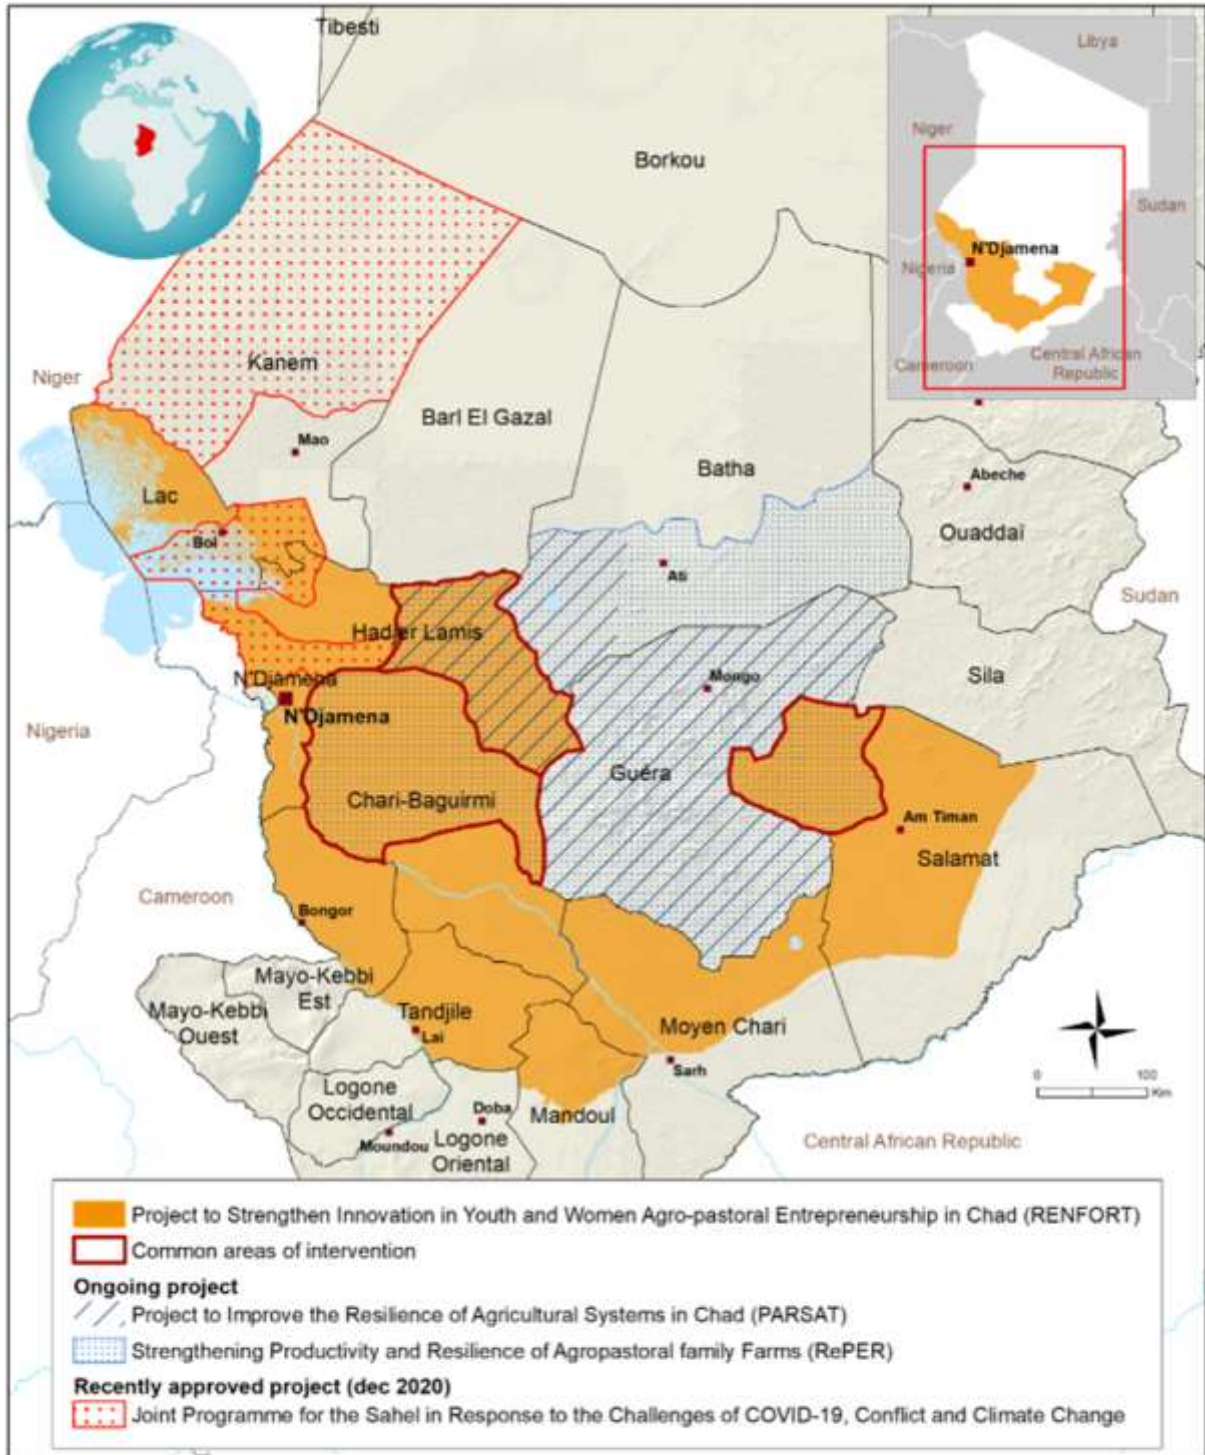 Tibesti
Libya
Niger
Borkou
Sudan
N'Djamena
Nigeria
Cameroon
Central African
Republic
Kanem
Niger
Barl El Gazal
Mao
Batha
Abeche
Lac
Ouaddaï
Bol
Ati
Sudan
Hadjer Lamis
Sila
Mongo
N'Djamena
N'Djamena
Nigeria
Guéra
Chari-Baguirmi
Am Timan
Salamat
Cameroon
Bongor
Mayo-Kebbi
Est
Mayo-Kebbi
Ouest
Tandjile
Moyen Chari
Lai
Sarh
Logone
Occidental
Doba
Mandoul
Moundou
Logone
Oriental
0 100
Km
Central African Republic
Project to Strengthen Innovation in Youth and Women Agro-pastoral Entrepreneurship in Chad (RENFORT)
Common areas of intervention
Ongoing project
Project to Improve the Resilience of Agricultural Systems in Chad (PARSAT)
Strengthening Productivity and Resilience of Agropastoral family Farms (RePER)
Recently approved project (dec 2020)
Joint Programme for the Sahel in Response to the Challenges of COVID-19, Conflict and Climate Change